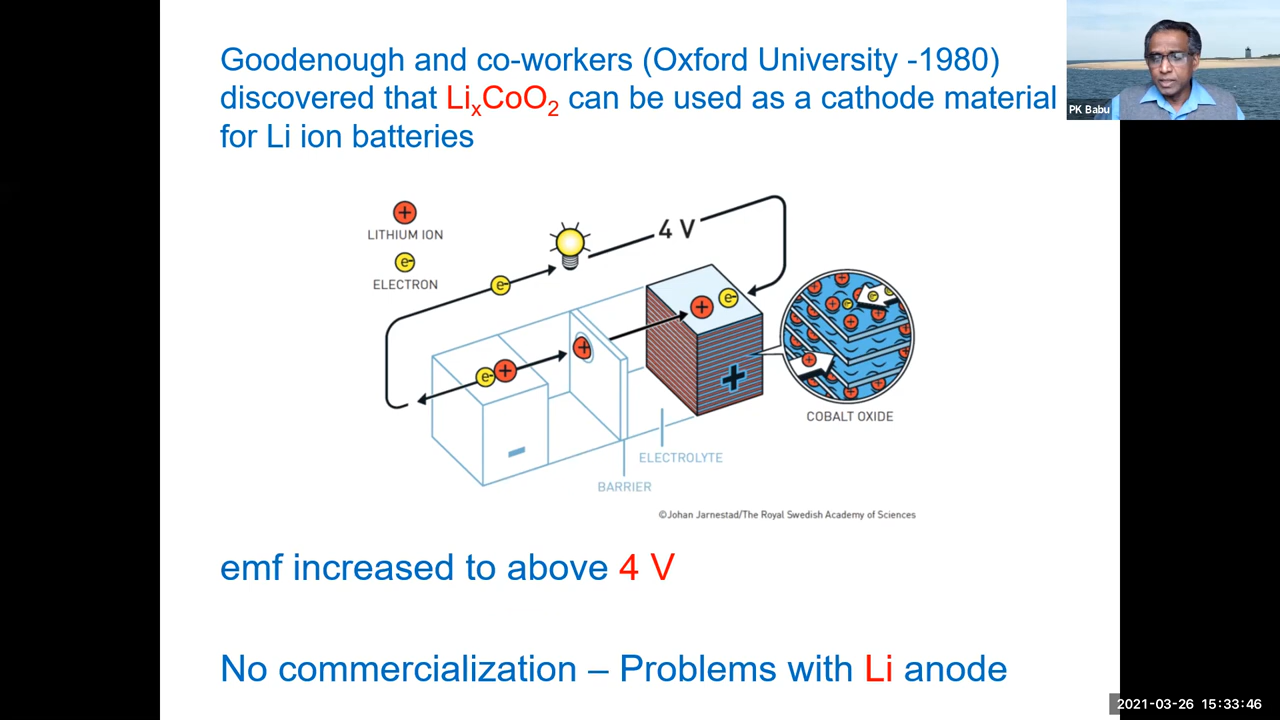 Goodenough and co-workers (Oxford University -1980)
discovered that LixCoO2 can be used as a cathode material
for Li ion batteries
PK Babu
+
LITHIUM ION
e-
ELECTRON
4 V
e-
+
e-
+
e-
+
+
-
COBALT OXIDE
ELECTROLYTE
BARRIER
©Johan Jarnestad/The Royal Swedish Academy of Sciences
emf increased to above 4 V
No commercialization – Problems with Li anode
2021-03-26 15:33:46